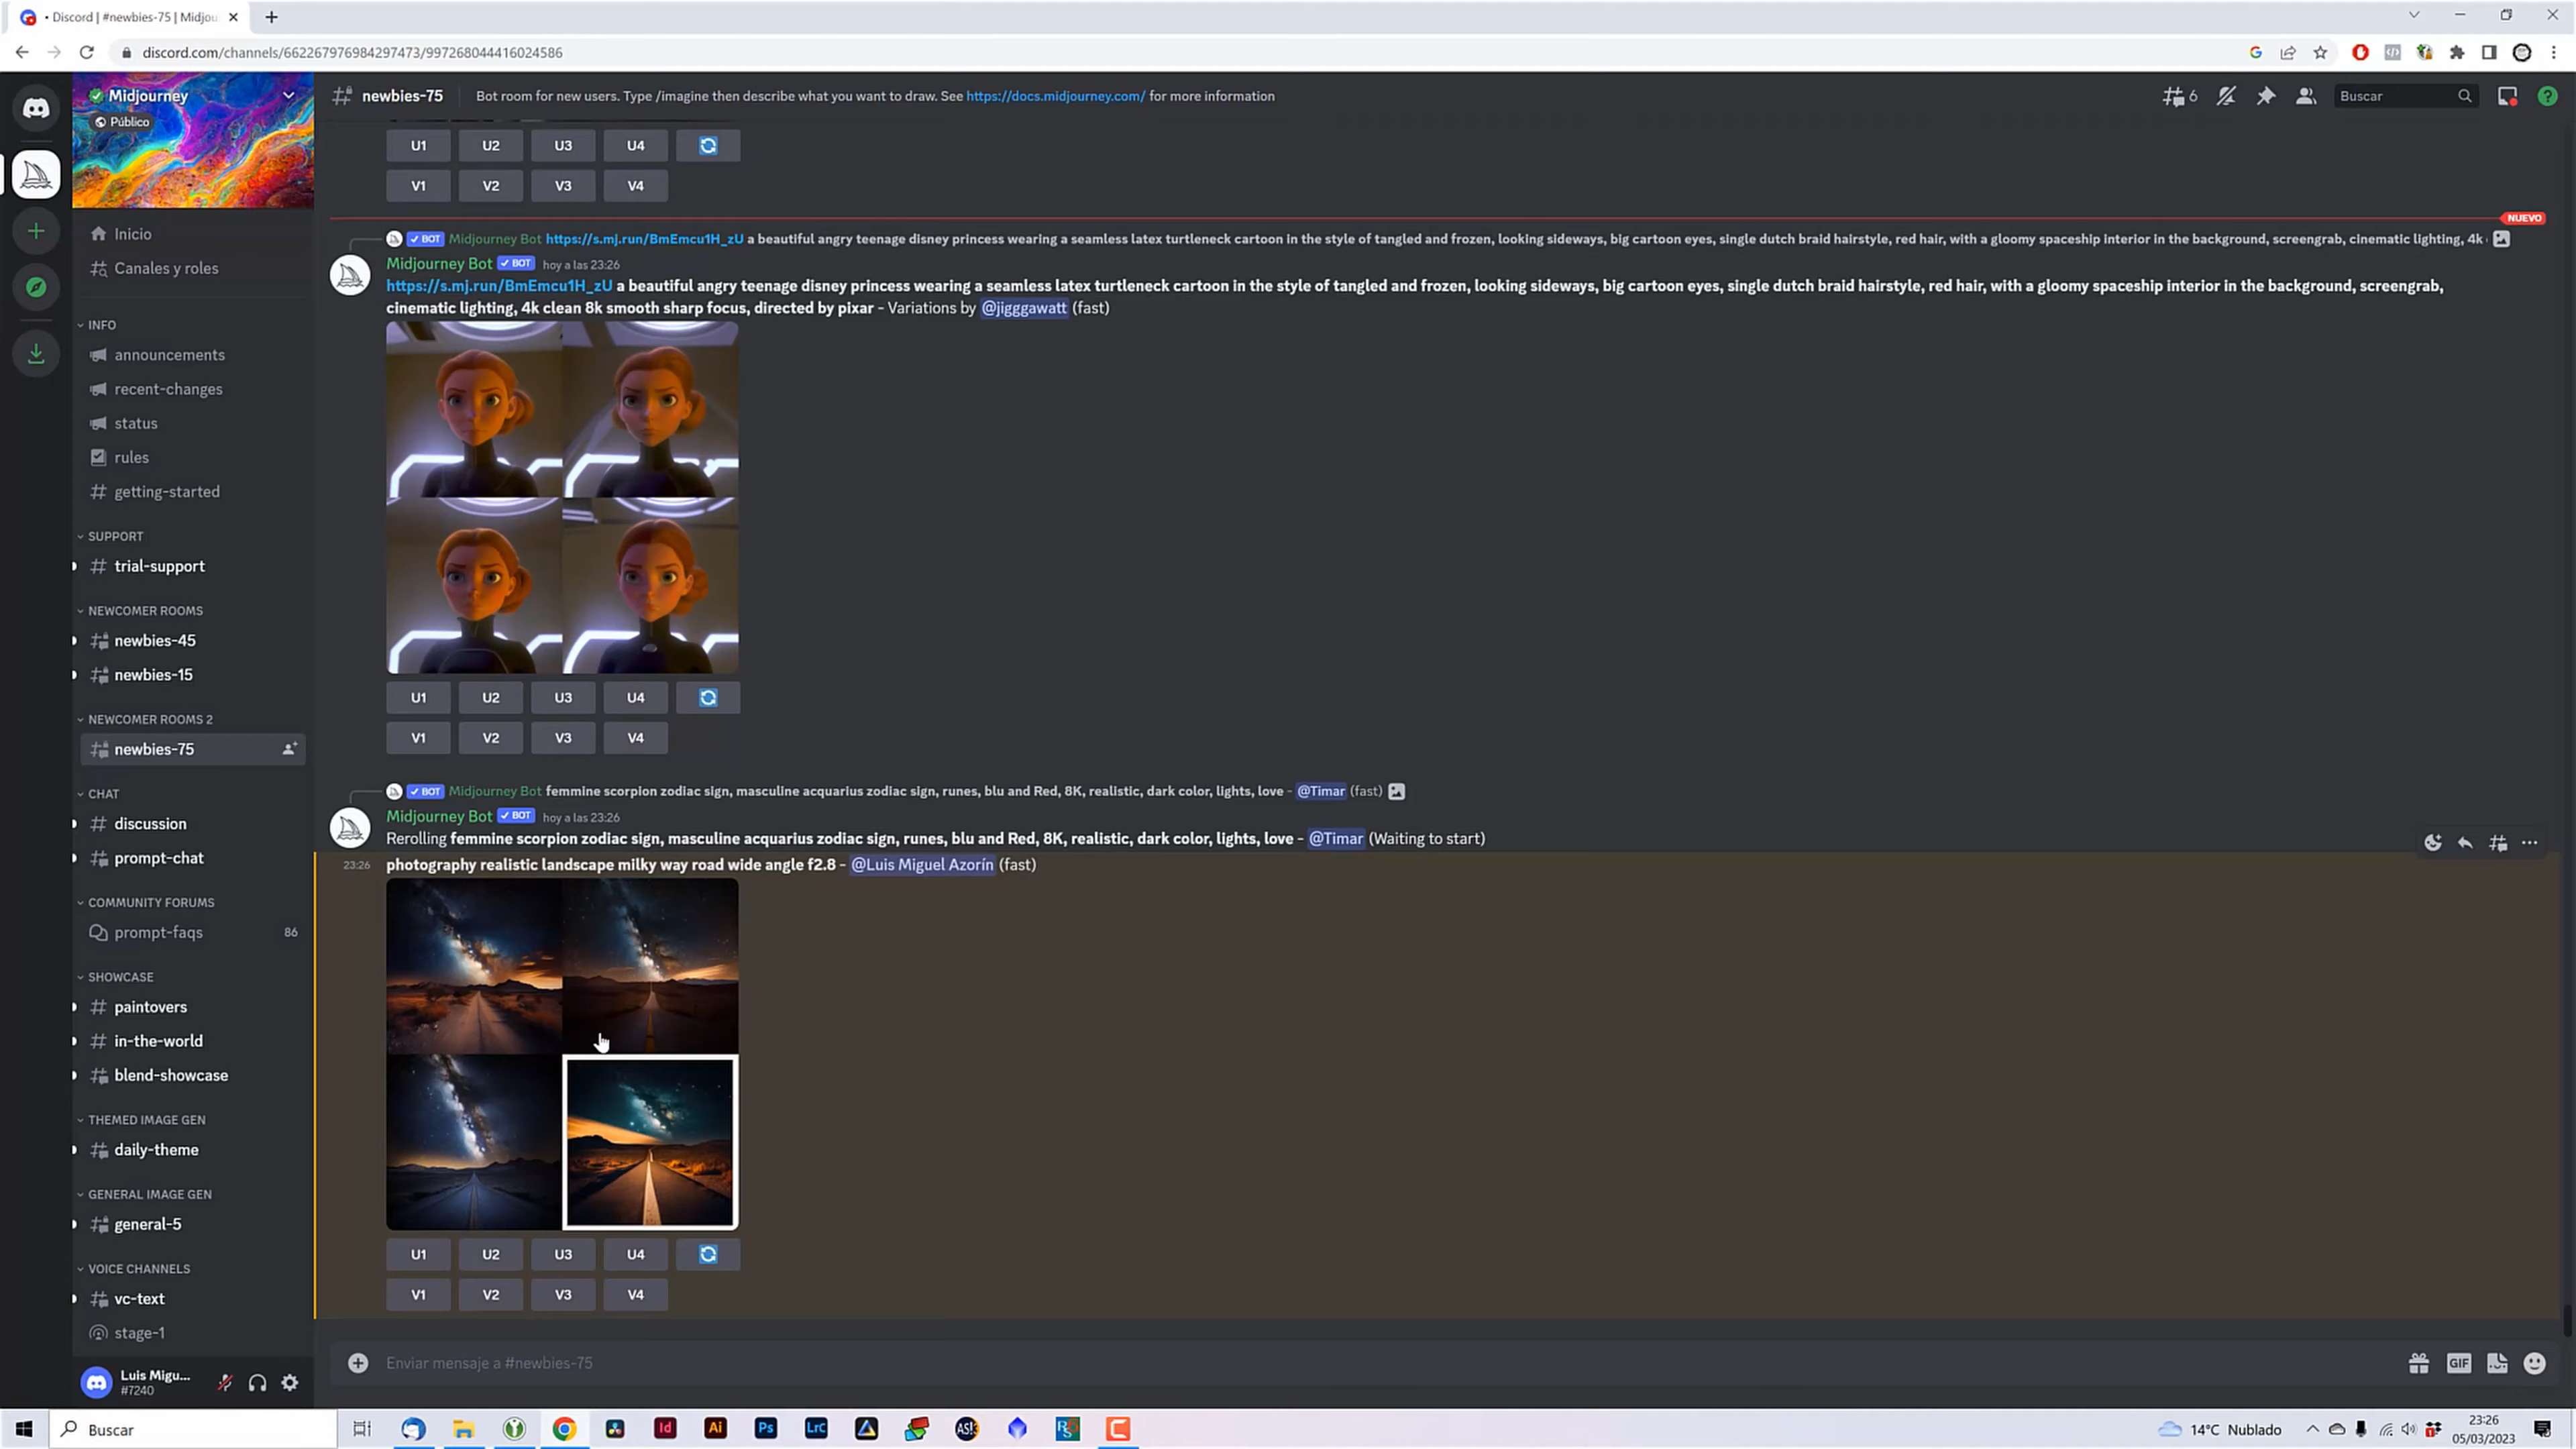 Discord | #newbies-75 | Midjou
discord.com/channels/662267976984297473/997268044416024586
Midjourney
Público
newbies-75
Bot room for new users. Type /imagine then describe what you want to draw. See https://docs.midjourney.com/ for more information
6
Buscar
Inicio
Canales y roles
INFO
announcements
recent-changes
status
rules
getting-started
SUPPORT
trial-support
NEWCOMER ROOMS
newbies-45
newbies-15
NEWCOMER ROOMS 2
newbies-75
CHAT
discussion
prompt-chat
COMMUNITY FORUMS
prompt-faqs 86
SHOWCASE
paintovers
in-the-world
blend-showcase
THEMED IMAGE GEN
daily-theme
GENERAL IMAGE GEN
general-5
VOICE CHANNELS
vc-text
stage-1
Luis Migu...
#7240
U1 U2 U3 U4
V1 V2 V3 V4
NUEVO
BOT Midjourney Bot https://s.mj.run/BmEmcu1H_zU a beautiful angry teenage disney princess wearing a seamless latex turtleneck cartoon in the style of tangled and frozen, looking sideways, big cartoon eyes, single dutch braid hairstyle, red hair, with a gloomy spaceship interior in the background, screengrab, cinematic lighting, 4k
Midjourney Bot BOT hoy a las 23:26
https://s.mj.run/BmEmcu1H_zU a beautiful angry teenage disney princess wearing a seamless latex turtleneck cartoon in the style of tangled and frozen, looking sideways, big cartoon eyes, single dutch braid hairstyle, red hair, with a gloomy spaceship interior in the background, screengrab,
cinematic lighting, 4k clean 8k smooth sharp focus, directed by pixar - Variations by @jigggawatt (fast)
U1 U2 U3 U4
V1 V2 V3 V4
BOT Midjourney Bot femmine scorpion zodiac sign, masculine acquarius zodiac sign, runes, blu and Red, 8K, realistic, dark color, lights, love - @Timar (fast)
Midjourney Bot BOT hoy a las 23:26
Rerolling femmine scorpion zodiac sign, masculine acquarius zodiac sign, runes, blu and Red, 8K, realistic, dark color, lights, love - @Timar (Waiting to start)
23:26 photography realistic landscape milky way road wide angle f2.8 - @Luis Miguel Azorín (fast)
U1 U2 U3 U4
V1 V2 V3 V4
Enviar mensaje a #newbies-75
GIF
Buscar
Id
Ai
Ps
LrC
14°C Nublado
23:26
05/03/2023